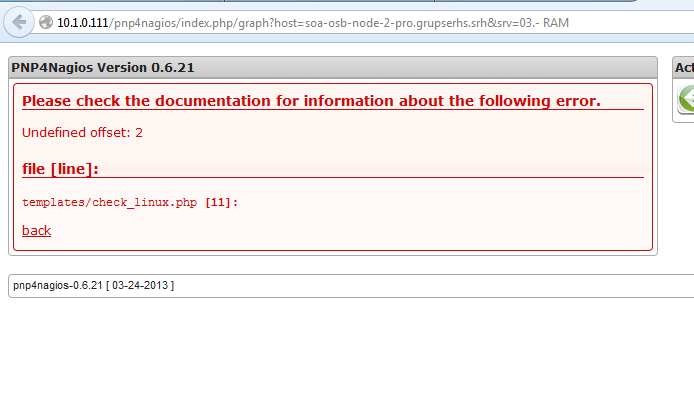 10.1.0.111/pnp4nagios/index.php/graph?host=soa-osb-node-2-pro.grupserhs.srh&srv=03.- RAM
PNP4Nagios Version 0.6.21
Act
Please check the documentation for information about the following error.
Undefined offset: 2
file [line]:
templates/check_linux.php [11]:
back
pnp4nagios-0.6.21 [ 03-24-2013 ]